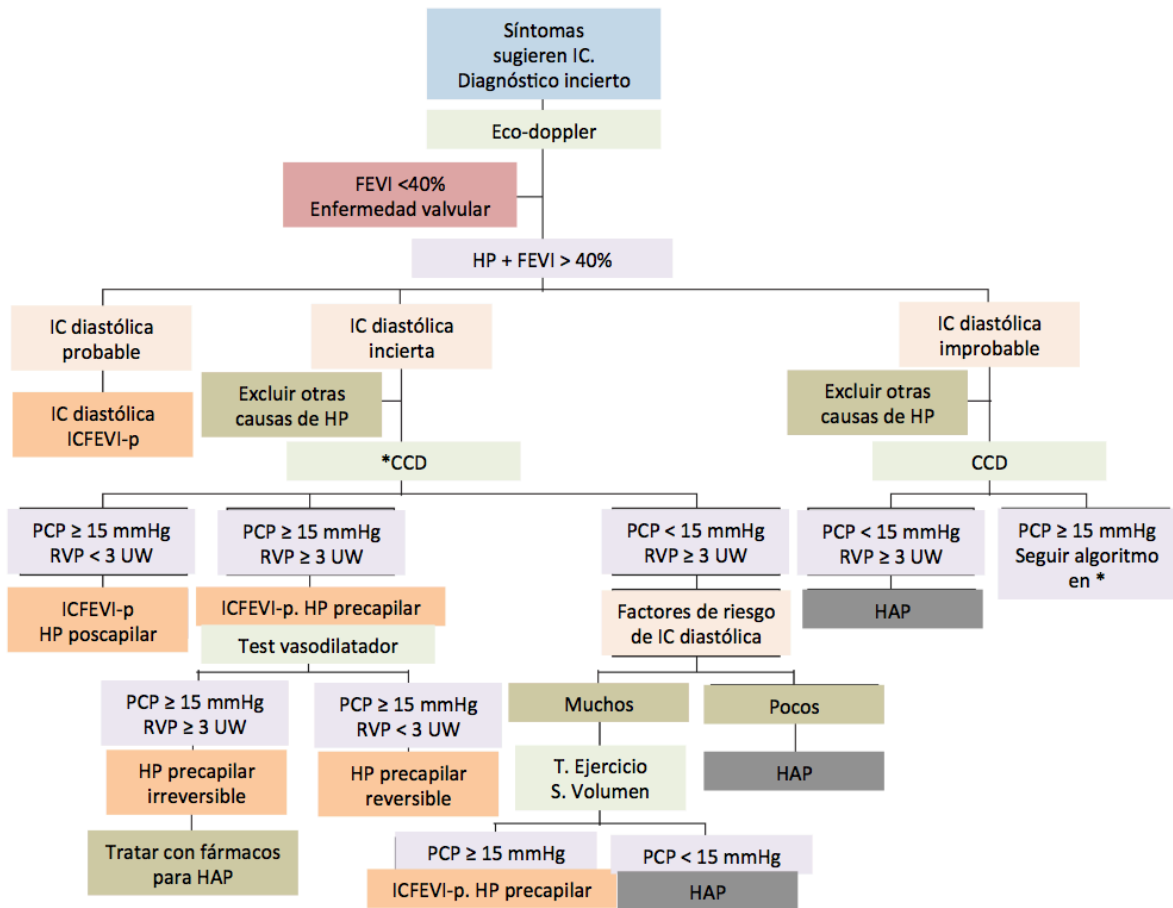 Síntomas
sugieren IC.
Diagnóstico incierto
Eco-doppler
FEVI <40%
Enfermedad valvular
HP + FEVI > 40%
IC diastólica
probable
IC diastólica
incierta
IC diastólica
improbable
Excluir otras
causas de HP
Excluir otras
causas de HP
IC diastólica
ICFEVI-p
*CCD
CCD
PCP ≥ 15 mmHg
RVP < 3 UW
PCP ≥ 15 mmHg
RVP ≥ 3 UW
PCP < 15 mmHg
RVP ≥ 3 UW
PCP < 15 mmHg
RVP ≥ 3 UW
PCP ≥ 15 mmHg
Seguir algoritmo
en *
ICFEVI-p
HP poscapilar
ICFEVI-p. HP precapilar
Test vasodilatador
Factores de riesgo
de IC diastólica
HAP
PCP ≥ 15 mmHg
RVP ≥ 3 UW
PCP ≥ 15 mmHg
RVP < 3 UW
Muchos
Pocos
HP precapilar
irreversible
HP precapilar
reversible
T. Ejercicio
S. Volumen
HAP
Tratar con fármacos
para HAP
PCP ≥ 15 mmHg
PCP < 15 mmHg
ICFEVI-p. HP precapilar
HAP